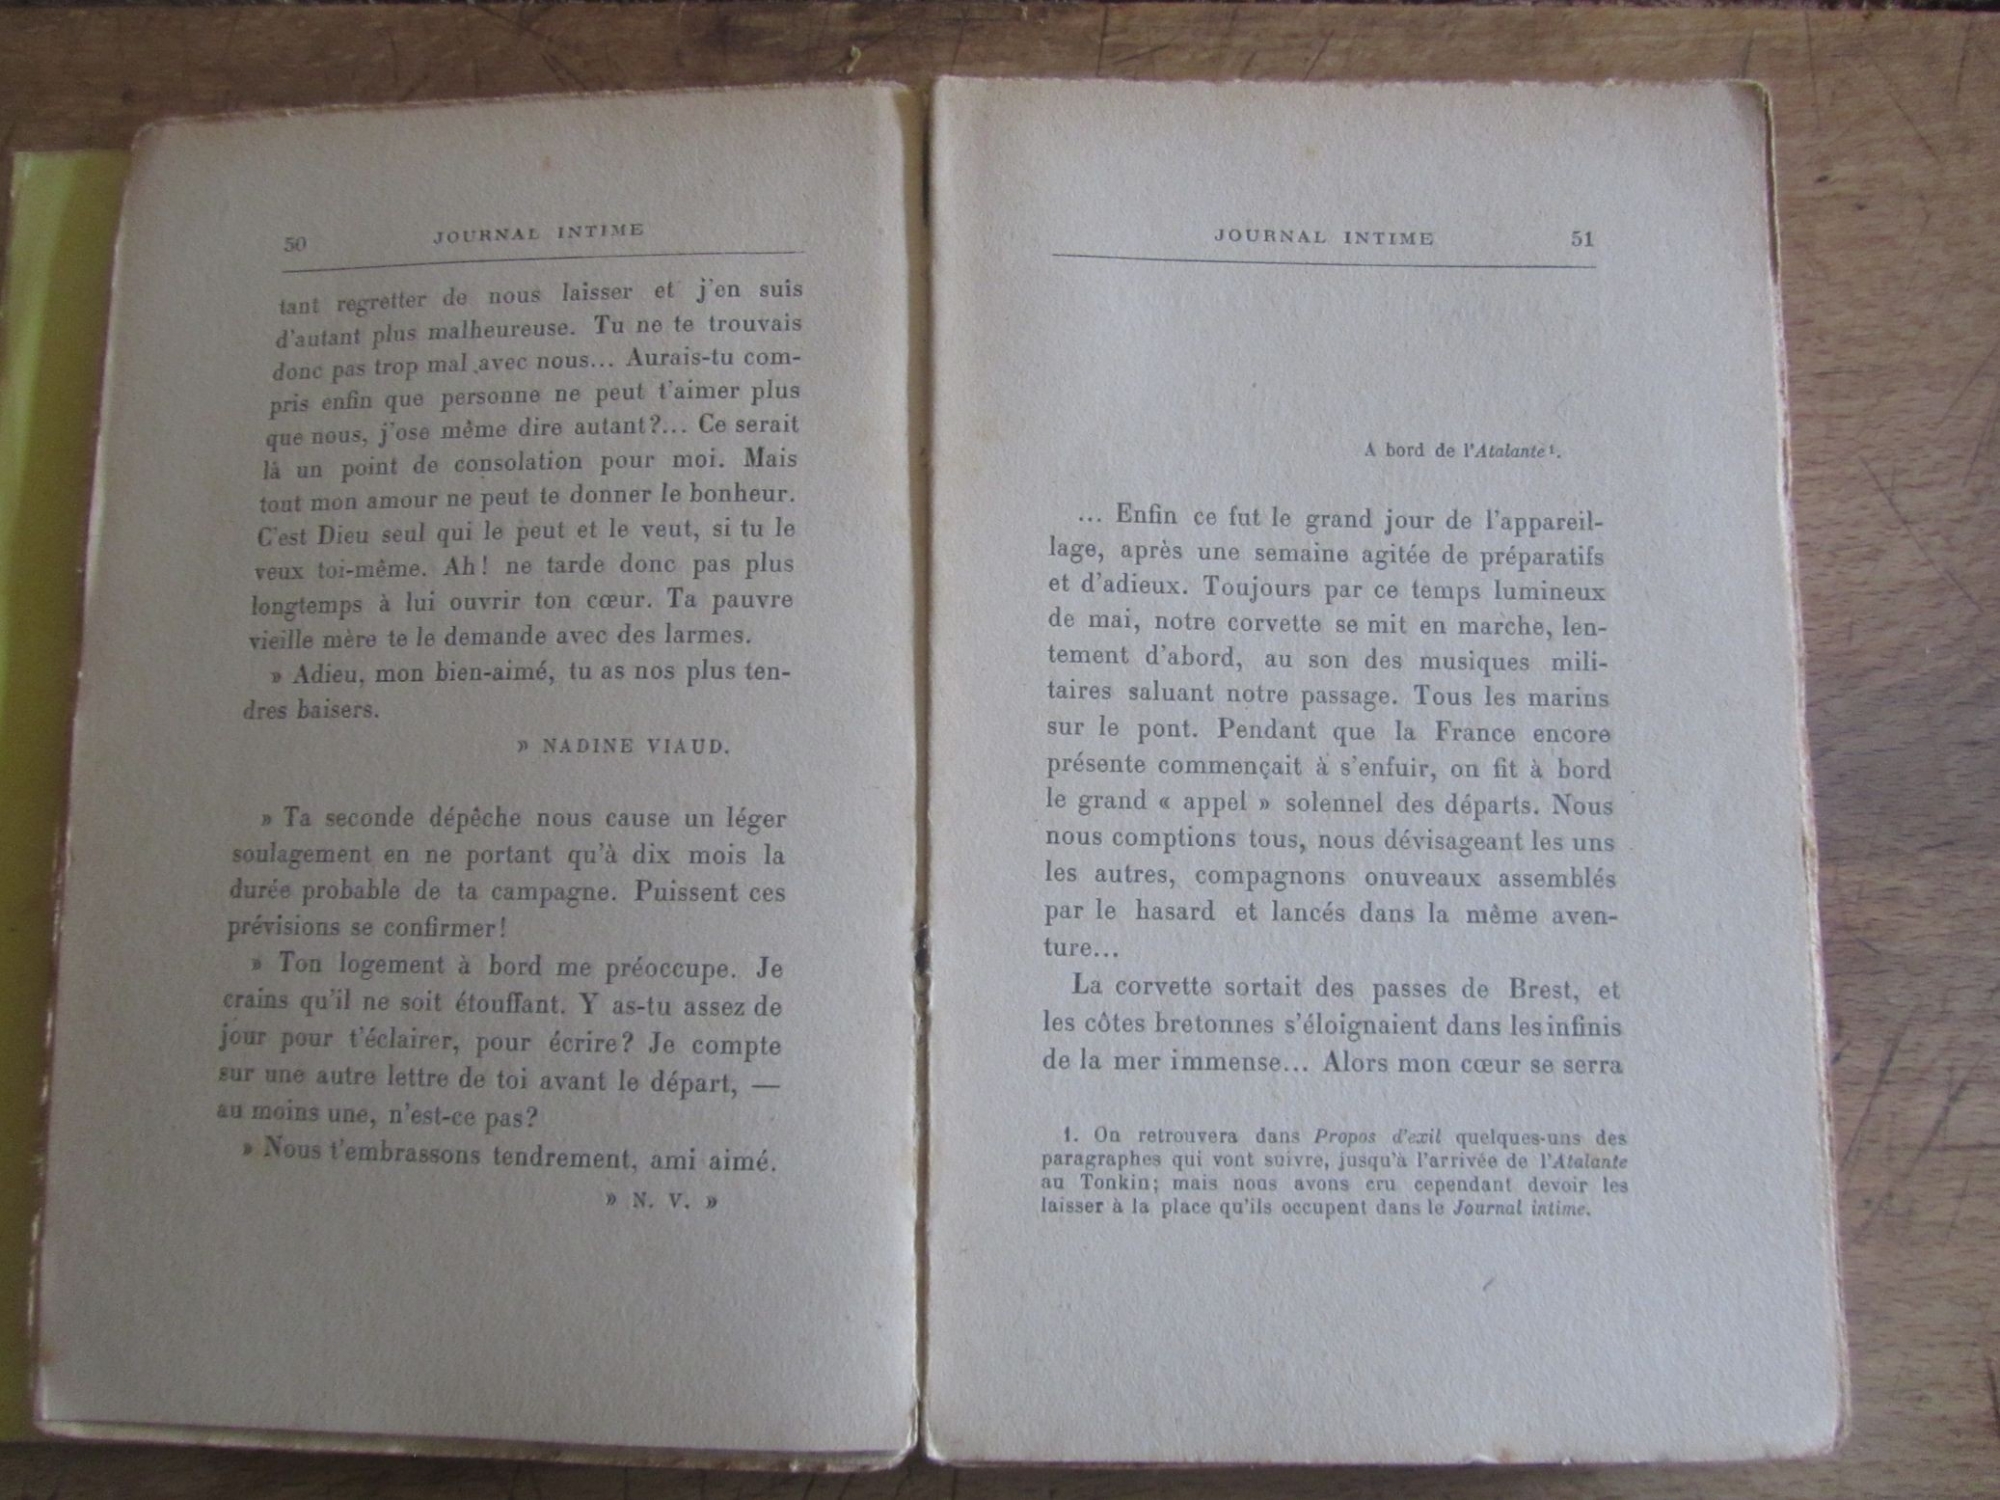 50 JOURNAL INTIME
tant regretter de nous laisser et j'en suis
d'autant plus malheureuse. Tu ne te trouvais
donc pas trop mal avec nous... Aurais-tu com-
pris enfin que personne ne peut t'aimer plus
que nous, j'ose même dire autant?... Ce serait
là un point de consolation pour moi. Mais
tout mon amour ne peut te donner le bonheur.
C'est Dieu seul qui le peut et le veut, si tu le
veux toi-même. Ah! ne tarde donc pas plus
longtemps à lui ouvrir ton cœur. Ta pauvre
vieille mère te le demande avec des larmes.
» Adieu, mon bien-aimé, tu as nos plus ten-
dres baisers.
» NADINE VIAUD.
» Ta seconde dépêche nous cause un léger
soulagement en ne portant qu'à dix mois la
durée probable de ta campagne. Puissent ces
prévisions se confirmer!
» Ton logement à bord me préoccupe. Je
crains qu'il ne soit étouffant. Y as-tu assez de
jour pour t'éclairer, pour écrire? Je compte
sur une autre lettre de toi avant le départ, —
au moins une, n'est-ce pas?
» Nous t'embrassons tendrement, ami aimé.
» N. V. »
JOURNAL INTIME 51
A bord de l'Atalante¹.
... Enfin ce fut le grand jour de l'appareil-
lage, après une semaine agitée de préparatifs
et d'adieux. Toujours par ce temps lumineux
de mai, notre corvette se mit en marche, len-
tement d'abord, au son des musiques mili-
taires saluant notre passage. Tous les marins
sur le pont. Pendant que la France encore
présente commençait à s'enfuir, on fit à bord
le grand « appel » solennel des départs. Nous
nous comptions tous, nous dévisageant les uns
les autres, compagnons onuveaux assemblés
par le hasard et lancés dans la même aven-
ture...
La corvette sortait des passes de Brest, et
les côtes bretonnes s'éloignaient dans les infinis
de la mer immense... Alors mon cœur se serra
1. On retrouvera dans Propos d'exil quelques-uns des
paragraphes qui vont suivre, jusqu'à l'arrivée de l'Atalante
au Tonkin; mais nous avons cru cependant devoir les
laisser à la place qu'ils occupent dans le Journal intime.